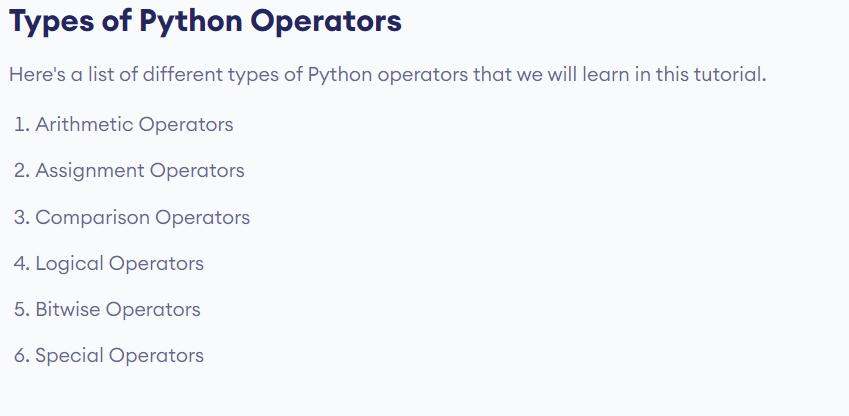 Types of Python Operators
Here's a list of different types of Python operators that we will learn in this tutorial.
1. Arithmetic Operators
2. Assignment Operators
3. Comparison Operators
4. Logical Operators
5. Bitwise Operators
6. Special Operators